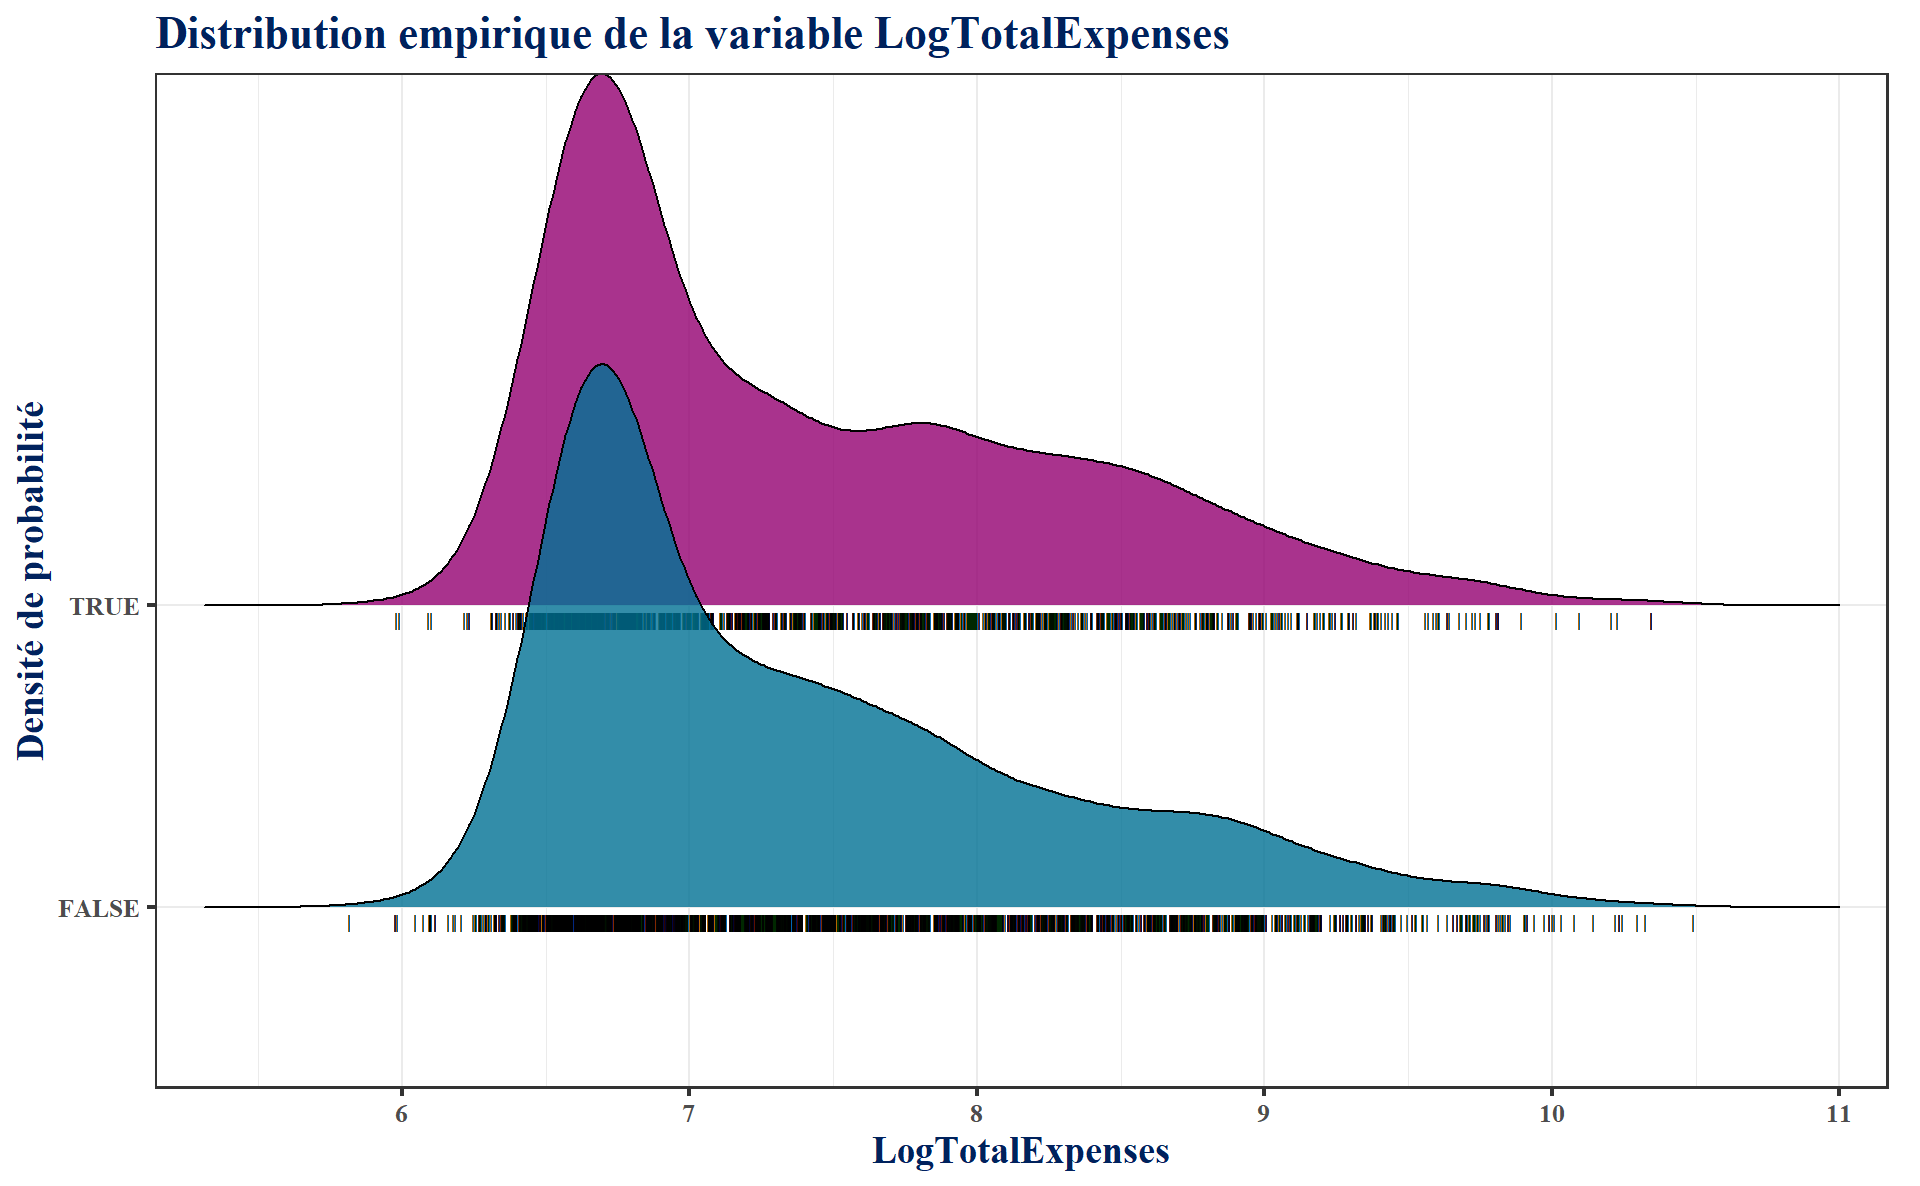 Distribution empirique de la variable LogTotalExpenses
Densité de probabilité
TRUE
FALSE
6 7 8 9 10 11
LogTotalExpenses